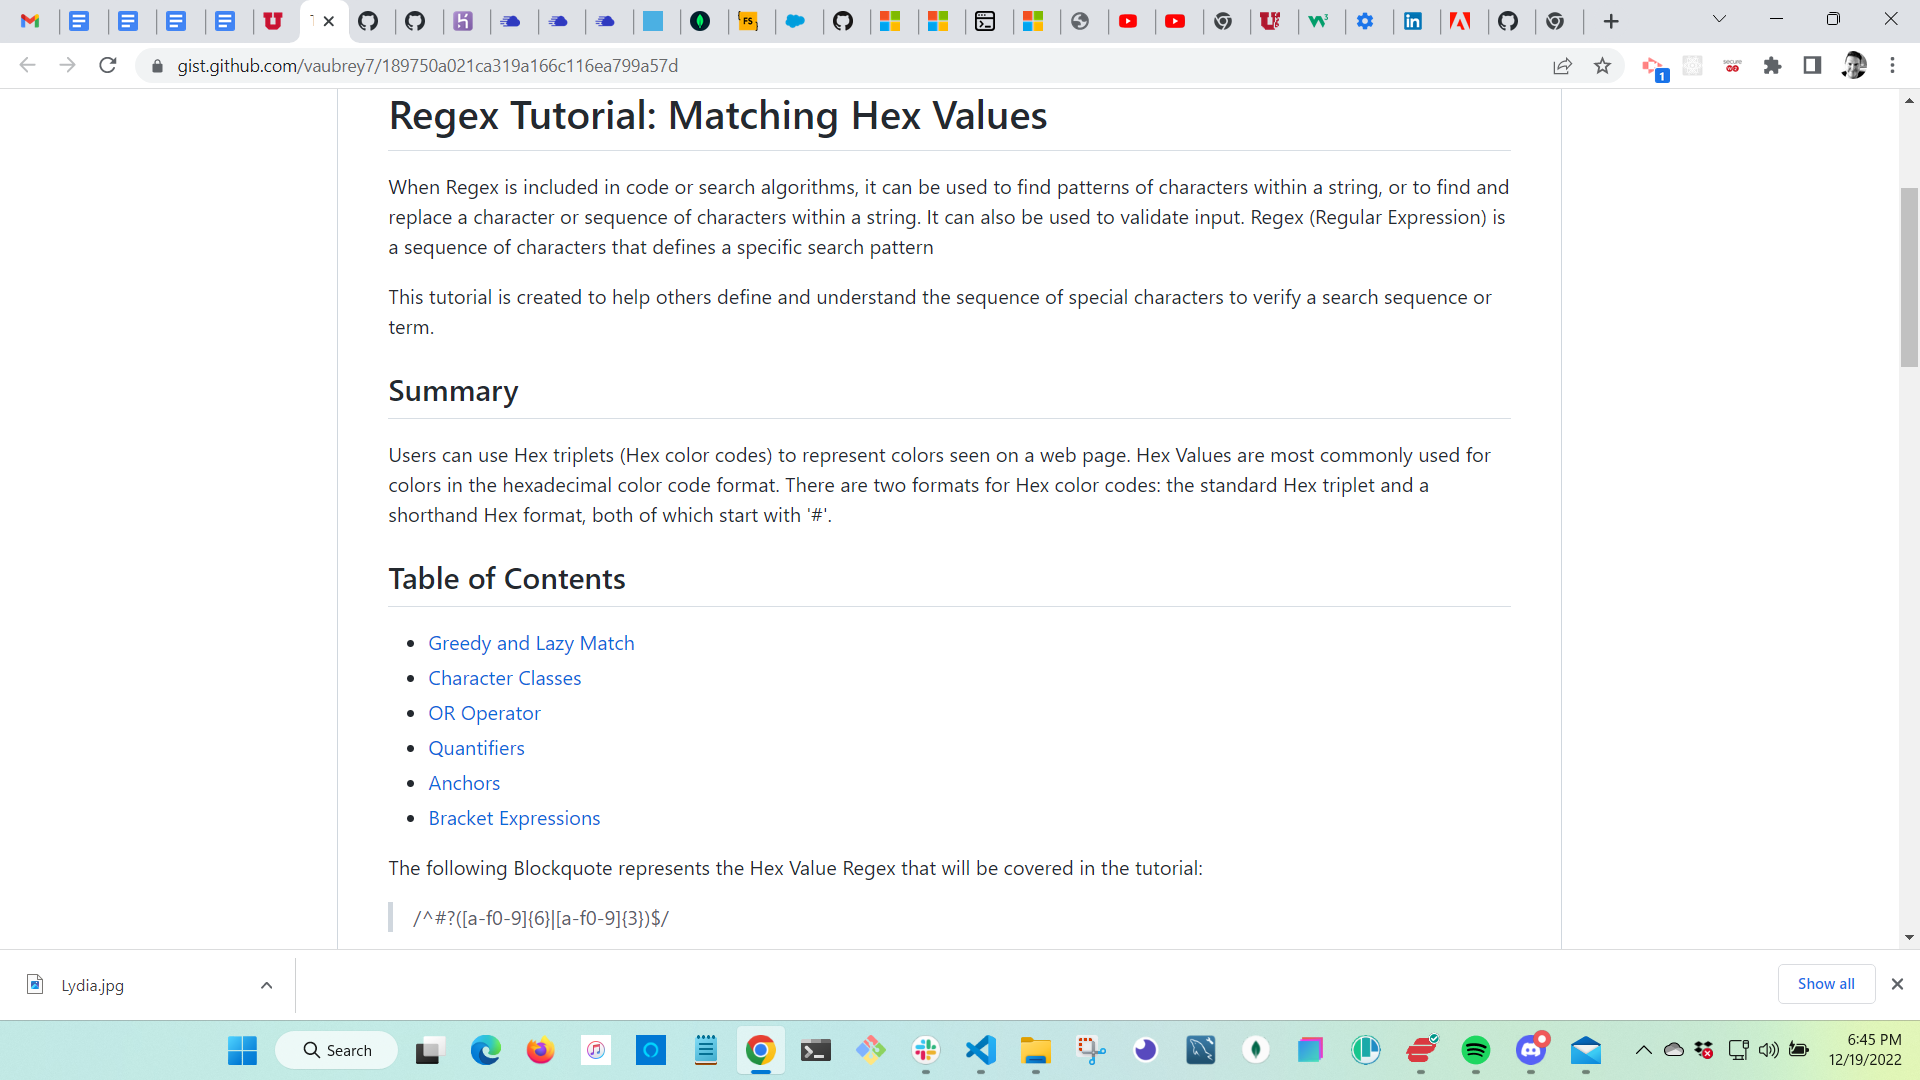 gist.github.com/vaubrey7/189750a021ca319a166c116ea799a57d
1
Regex Tutorial: Matching Hex Values
When Regex is included in code or search algorithms, it can be used to find patterns of characters within a string, or to find and
replace a character or sequence of characters within a string. It can also be used to validate input. Regex (Regular Expression) is
a sequence of characters that defines a specific search pattern
This tutorial is created to help others define and understand the sequence of special characters to verify a search sequence or
term.
Summary
Users can use Hex triplets (Hex color codes) to represent colors seen on a web page. Hex Values are most commonly used for
colors in the hexadecimal color code format. There are two formats for Hex color codes: the standard Hex triplet and a
shorthand Hex format, both of which start with '#'.
Table of Contents
Greedy and Lazy Match
Character Classes
OR Operator
Quantifiers
Anchors
Bracket Expressions
The following Blockquote represents the Hex Value Regex that will be covered in the tutorial:
/^#?([a-f0-9]{6}|[a-f0-9]{3})$/
Lydia.jpg
Show all
Search
6:45 PM
12/19/2022